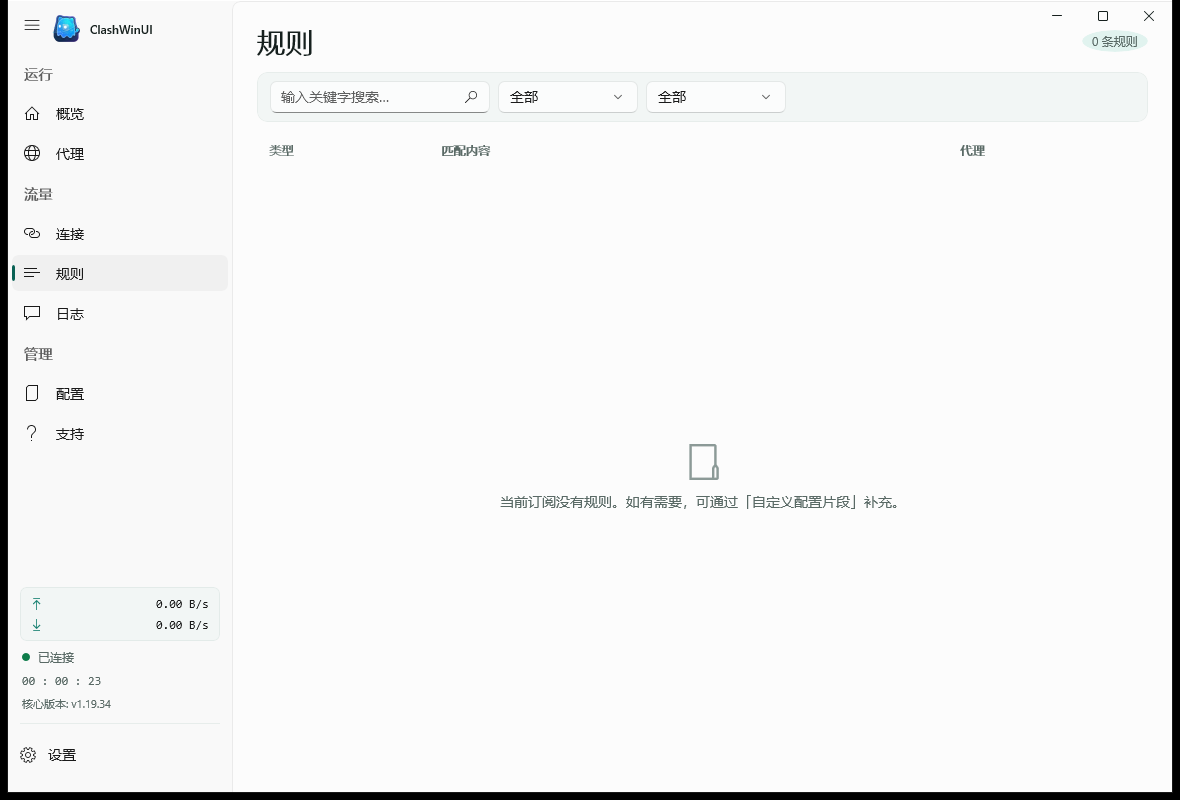 ClashWinUI
运行
概览
代理
流量
连接
规则
日志
管理
配置
支持
0.00 B/s
0.00 B/s
已连接
00 : 00 : 23
核心版本: v1.19.34
设置
规则
0 条规则
输入关键字搜索...
全部
全部
类型 匹配内容 代理
当前订阅没有规则。如有需要，可通过「自定义配置片段」补充。